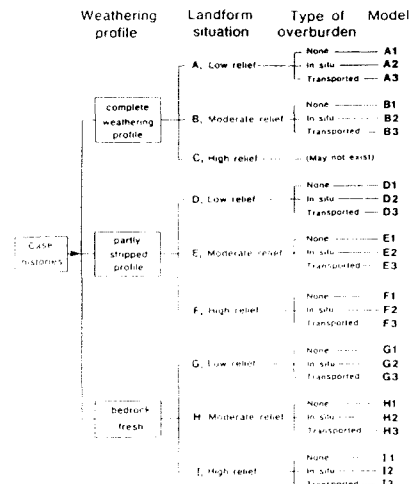 Weathering profile
Landform situation
Type of overburden
Model
Case histories
complete weathering profile
A, Low relief
None A1
In situ A2
Transported A3
B, Moderate relief
None B1
In situ B2
Transported B3
C, High relief (May not exist)
partly stripped profile
D, Low relief
None D1
In situ D2
Transported D3
E, Moderate relief
None E1
In situ E2
Transported E3
F, High relief
None F1
In situ F2
Transported F3
bedrock fresh
G, Low relief
None G1
In situ G2
Transported G3
H, Moderate relief
None H1
In situ H2
Transported H3
I, High relief
None I1
In situ I2
Transported I3